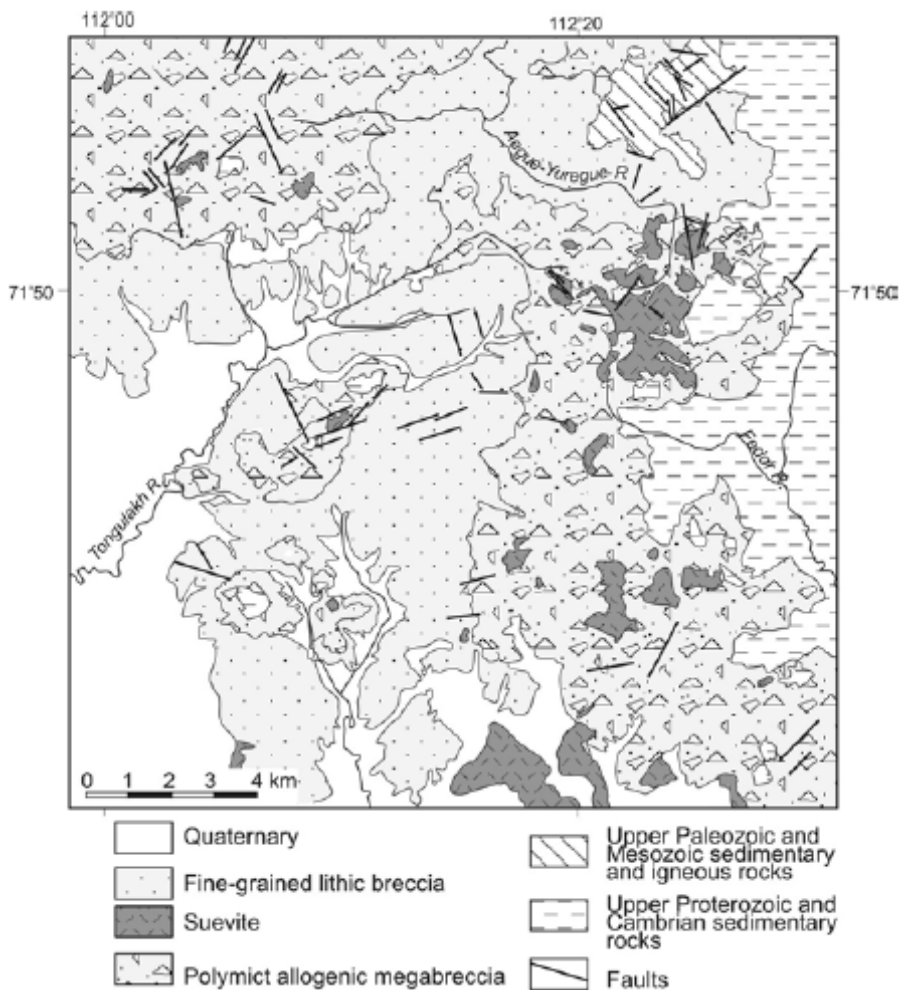 112°00
112°20
Aegue-Yuregue-R
71°50
71°50
Tongulakh R.
Fedor R.
0 1 2 3 4 km
Quaternary
Fine-grained lithic breccia
Suevite
Polymict allogenic megabreccia
Upper Paleozoic and
Mesozoic sedimentary
and igneous rocks
Upper Proterozoic and
Cambrian sedimentary
rocks
Faults